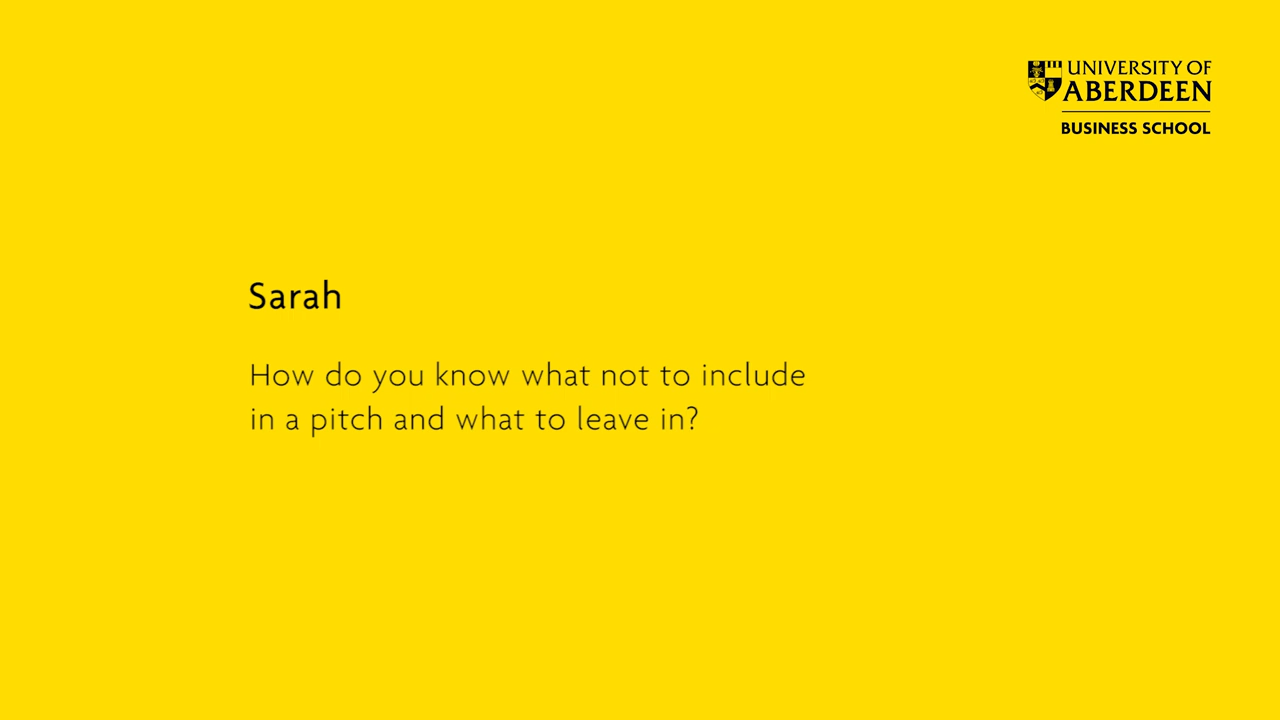 UNIVERSITY OF
ABERDEEN
BUSINESS SCHOOL
Sarah
How do you know what not to include
in a pitch and what to leave in?